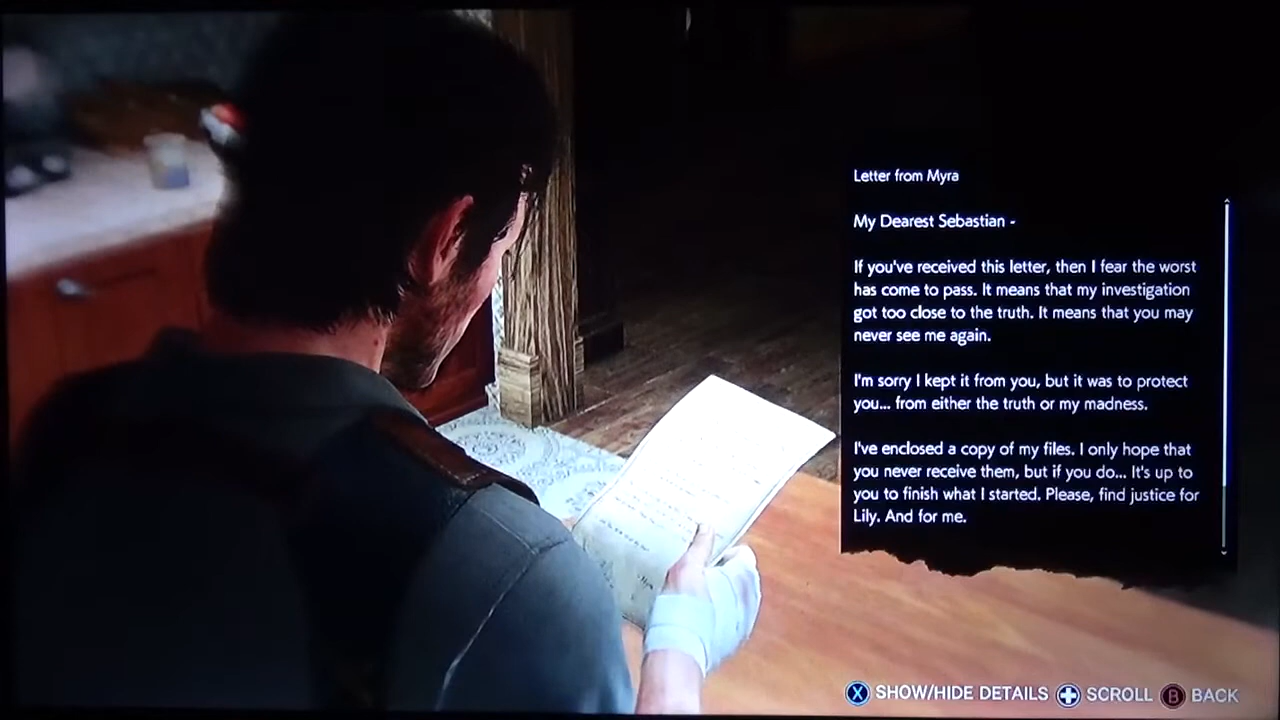 Letter from Myra
My Dearest Sebastian -
If you've received this letter, then I fear the worst
has come to pass. It means that my investigation
got too close to the truth. It means that you may
never see me again.
I'm sorry I kept it from you, but it was to protect
you... from either the truth or my madness.
I've enclosed a copy of my files. I only hope that
you never receive them, but if you do... It's up to
you to finish what I started. Please, find justice for
Lily. And for me.
X SHOW/HIDE DETAILS SCROLL B BACK